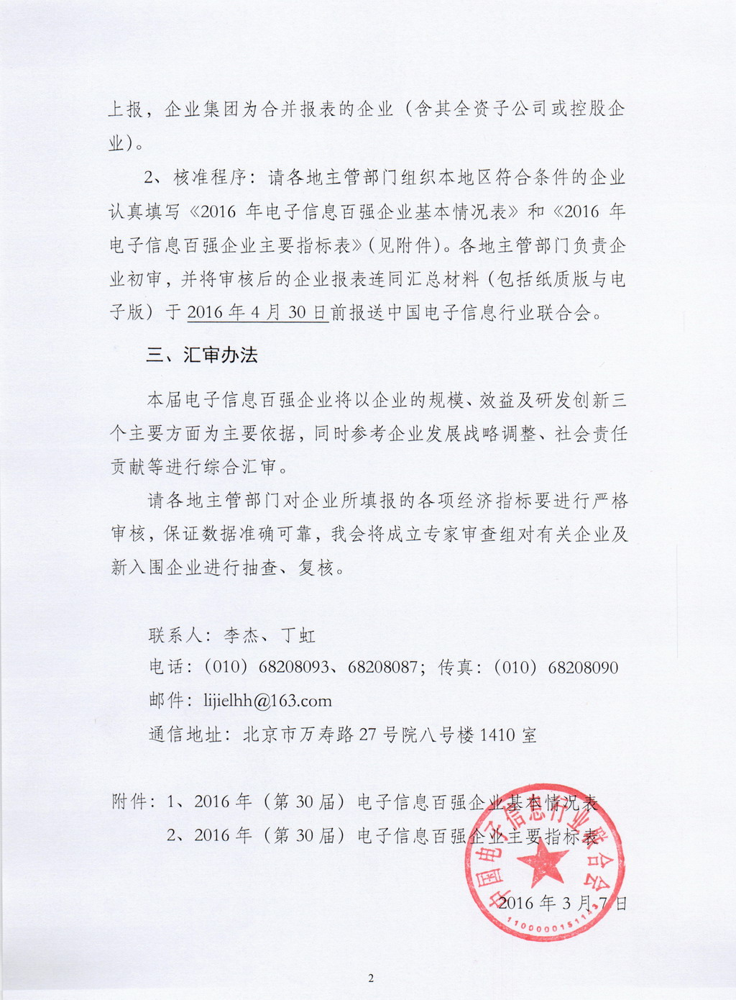 上报，企业集团为合并报表的企业（含其全资子公司或控股企
业）。
2、核准程序：请各地主管部门组织本地区符合条件的企业
认真填写《2016 年电子信息百强企业基本情况表》和《2016 年
电子信息百强企业主要指标表》（见附件）。各地主管部门负责企
业初审，并将审核后的企业报表连同汇总材料（包括纸质版与电
子版）于 2016 年 4 月 30 日前报送中国电子信息行业联合会。
三、汇审办法
本届电子信息百强企业将以企业的规模、效益及研发创新三
个主要方面为主要依据，同时参考企业发展战略调整、社会责任
贡献等进行综合汇审。
请各地主管部门对企业所填报的各项经济指标要进行严格
审核，保证数据准确可靠，我会将成立专家审查组对有关企业及
新入围企业进行抽查、复核。
联系人：李杰、丁虹
电话：（010）68208093、68208087；传真：（010）68208090
邮件：lijielhh@163.com
通信地址：北京市万寿路 27 号院八号楼 1410 室
附件：1、2016 年（第 30 届）电子信息百强企业基本情况表
2、2016 年（第 30 届）电子信息百强企业主要指标表
中国电子信息行业联合会
2016 年 3 月 7 日
1100000151143
2